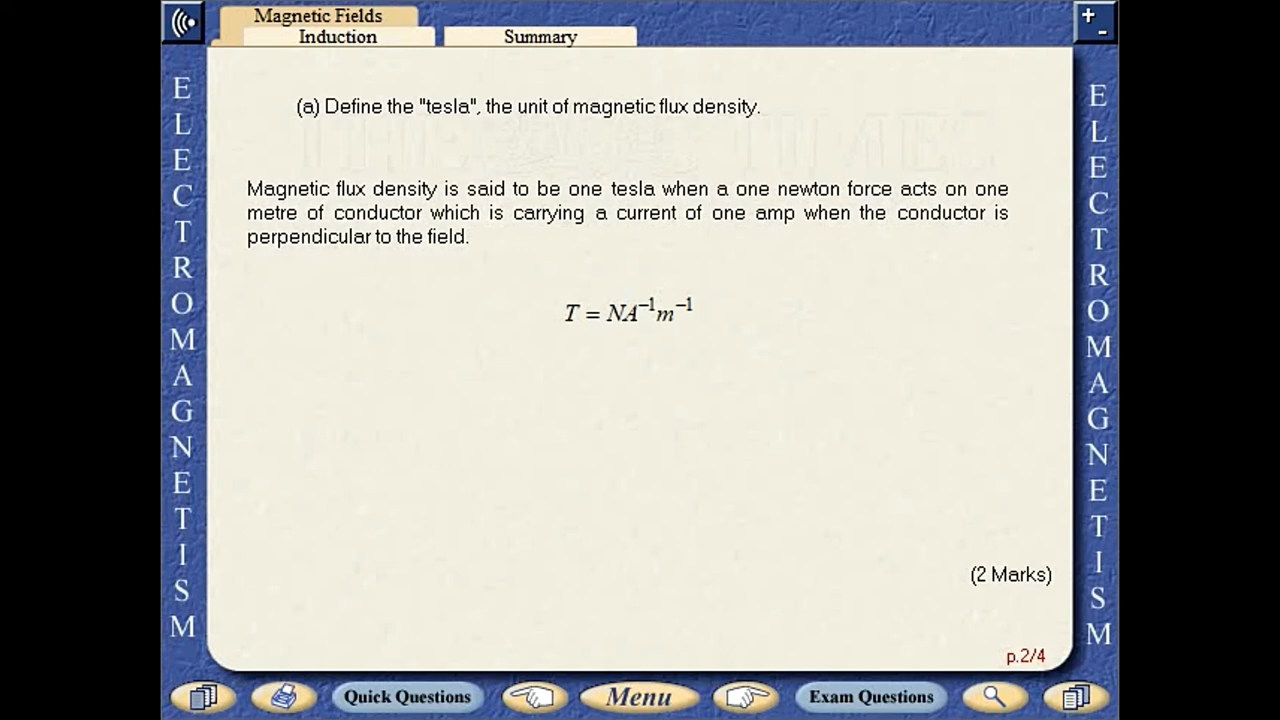 Magnetic Fields
Induction
Summary
+
-
ELECTROMAGNETISM
(a) Define the "tesla", the unit of magnetic flux density.
Magnetic flux density is said to be one tesla when a one newton force acts on one
metre of conductor which is carrying a current of one amp when the conductor is
perpendicular to the field.
T = NA⁻¹m⁻¹
(2 Marks)
p.2/4
ELECTROMAGNETISM
Quick Questions
Menu
Exam Questions